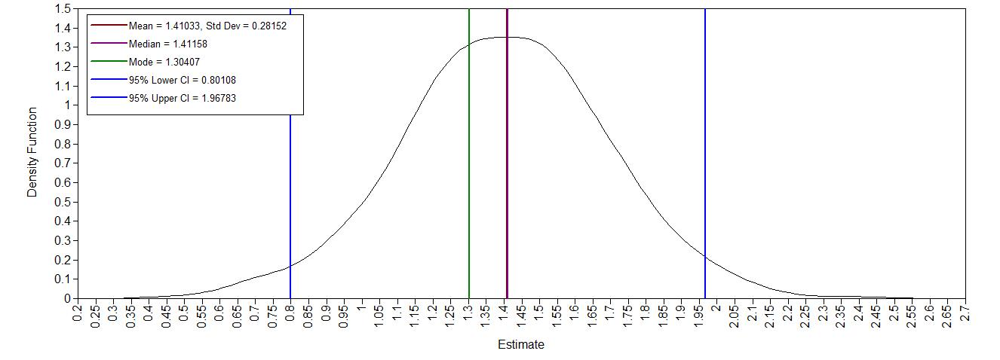 1.5
1.4
1.3
1.2
1.1
1
0.9
0.8
0.7
0.6
0.5
0.4
0.3
0.2
0.1
0
Density Function
Mean = 1.41033, Std Dev = 0.28152
Median = 1.41158
Mode = 1.30407
95% Lower CI = 0.80108
95% Upper CI = 1.96783
0.2 0.25 0.3 0.35 0.4 0.45 0.5 0.55 0.6 0.65 0.7 0.75 0.8 0.85 0.9 0.95 1 1.05 1.1 1.15 1.2 1.25 1.3 1.35 1.4 1.45 1.5 1.55 1.6 1.65 1.7 1.75 1.8 1.85 1.9 1.95 2 2.05 2.1 2.15 2.2 2.25 2.3 2.35 2.4 2.45 2.5 2.55 2.6 2.65 2.7
Estimate